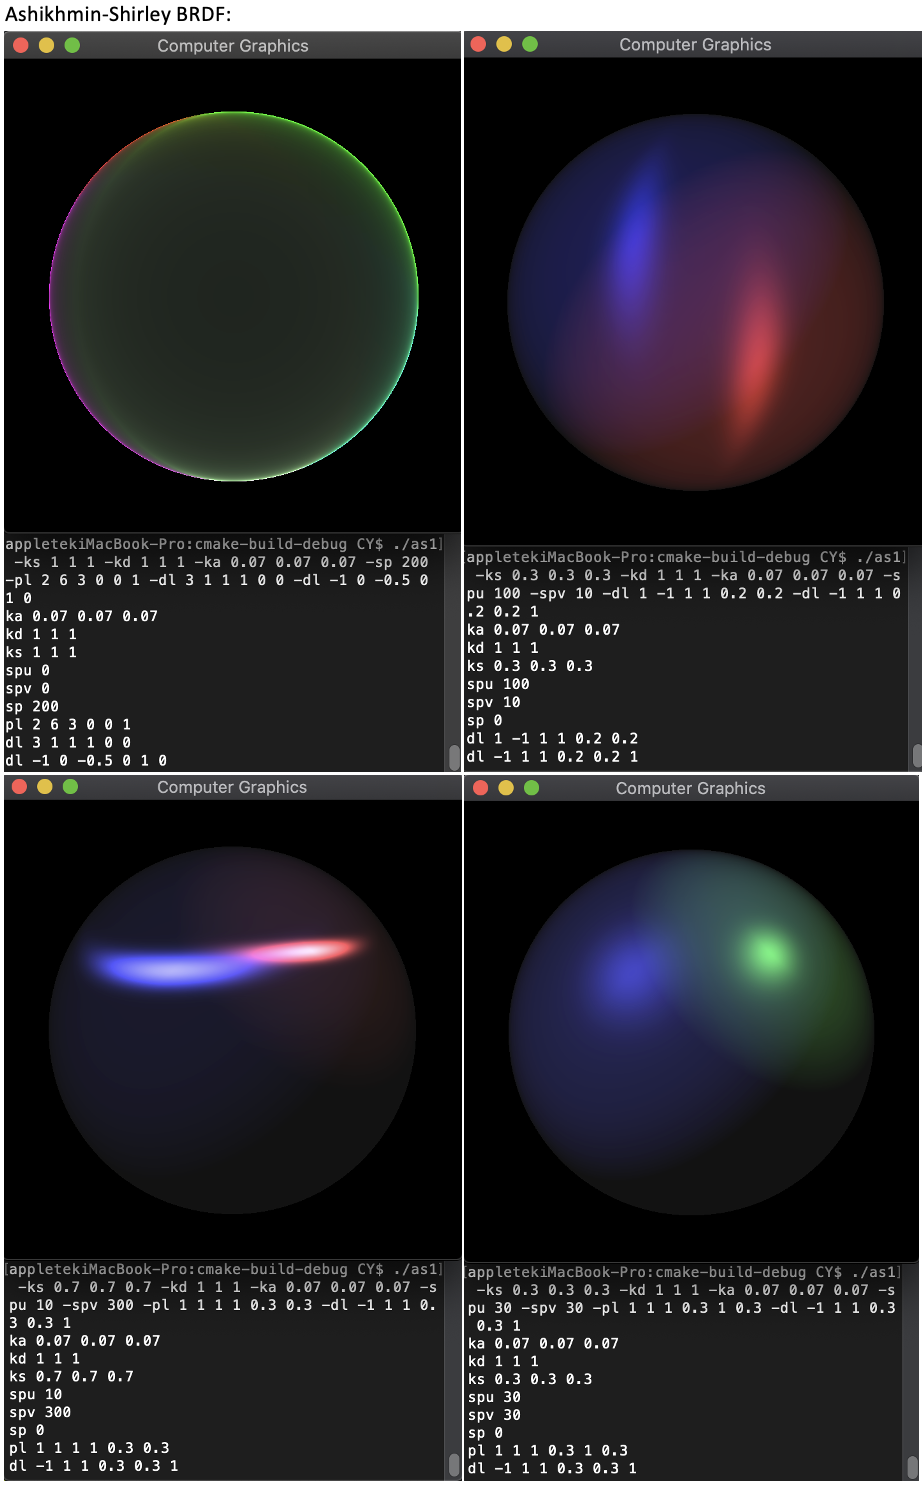 Ashikhmin-Shirley BRDF:
Computer Graphics
appletekiMacBook-Pro:cmake-build-debug CY$ ./as1]
-ks 1 1 1 -kd 1 1 1 -ka 0.07 0.07 0.07 -sp 200
-pl 2 6 3 0 0 1 -dl 3 1 1 1 0 0 -dl -1 0 -0.5 0
1 0
ka 0.07 0.07 0.07
kd 1 1 1
ks 1 1 1
spu 0
spv 0
sp 200
pl 2 6 3 0 0 1
dl 3 1 1 1 0 0
dl -1 0 -0.5 0 1 0
Computer Graphics
[appletekiMacBook-Pro:cmake-build-debug CY$ ./as1]
-ks 0.3 0.3 0.3 -kd 1 1 1 -ka 0.07 0.07 0.07 -s
pu 100 -spv 10 -dl 1 -1 1 1 0.2 0.2 -dl -1 1 1 0
.2 0.2 1
ka 0.07 0.07 0.07
kd 1 1 1
ks 0.3 0.3 0.3
spu 100
spv 10
sp 0
dl 1 -1 1 1 0.2 0.2
dl -1 1 1 0.2 0.2 1
Computer Graphics
[appletekiMacBook-Pro:cmake-build-debug CY$ ./as1]
-ks 0.7 0.7 0.7 -kd 1 1 1 -ka 0.07 0.07 0.07 -s
pu 10 -spv 300 -pl 1 1 1 1 0.3 0.3 -dl -1 1 1 0.
3 0.3 1
ka 0.07 0.07 0.07
kd 1 1 1
ks 0.7 0.7 0.7
spu 10
spv 300
sp 0
pl 1 1 1 1 0.3 0.3
dl -1 1 1 0.3 0.3 1
Computer Graphics
[appletekiMacBook-Pro:cmake-build-debug CY$ ./as1]
-ks 0.3 0.3 0.3 -kd 1 1 1 -ka 0.07 0.07 0.07 -s
pu 30 -spv 30 -pl 1 1 1 0.3 1 0.3 -dl -1 1 1 0.3
0.3 1
ka 0.07 0.07 0.07
kd 1 1 1
ks 0.3 0.3 0.3
spu 30
spv 30
sp 0
pl 1 1 1 0.3 1 0.3
dl -1 1 1 0.3 0.3 1